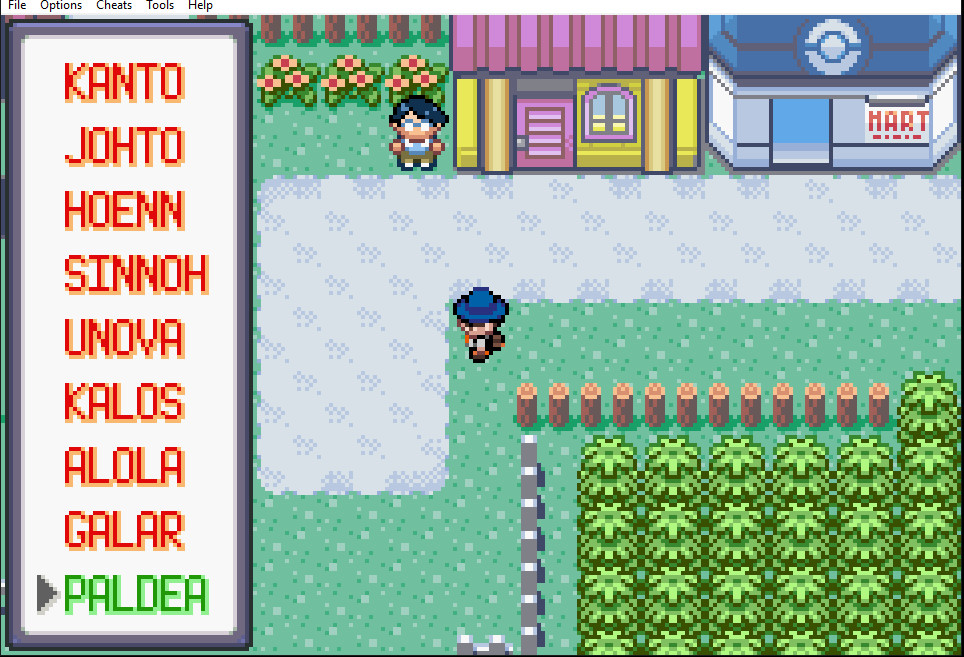 File Options Cheats Tools Help
KANTO
JOHTO
HOENN
SINNOH
UNOVA
KALOS
ALOLA
GALAR
PALDEA
MART